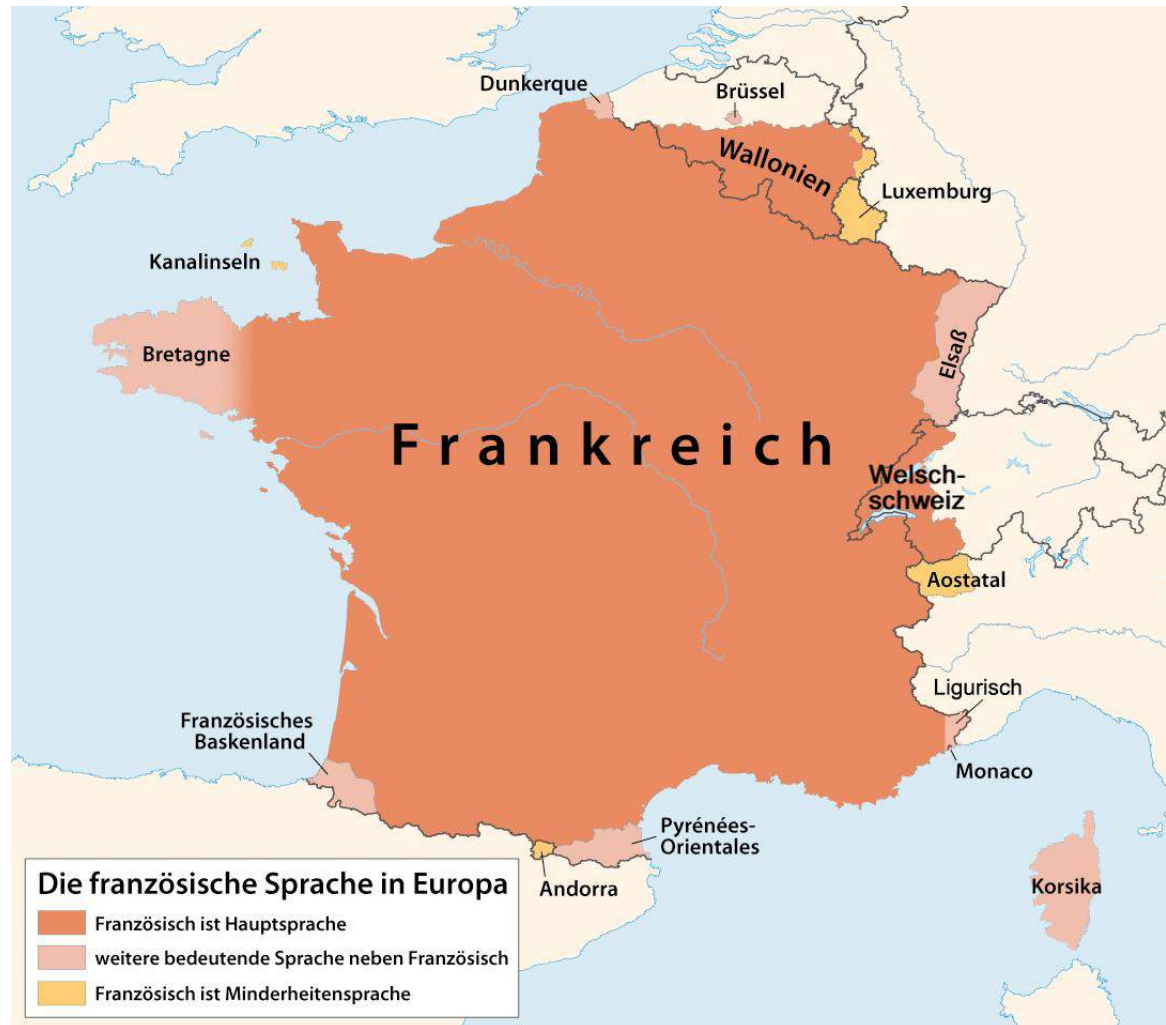 Dunkerque
Brüssel
Wallonien
Luxemburg
Kanalinseln
Bretagne
Elsaß
Frankreich
Welsch-
schweiz
Aostatal
Ligurisch
Französisches
Baskenland
Monaco
Pyrénées-
Orientales
Andorra
Korsika
Die französische Sprache in Europa
Französisch ist Hauptsprache
weitere bedeutende Sprache neben Französisch
Französisch ist Minderheitensprache